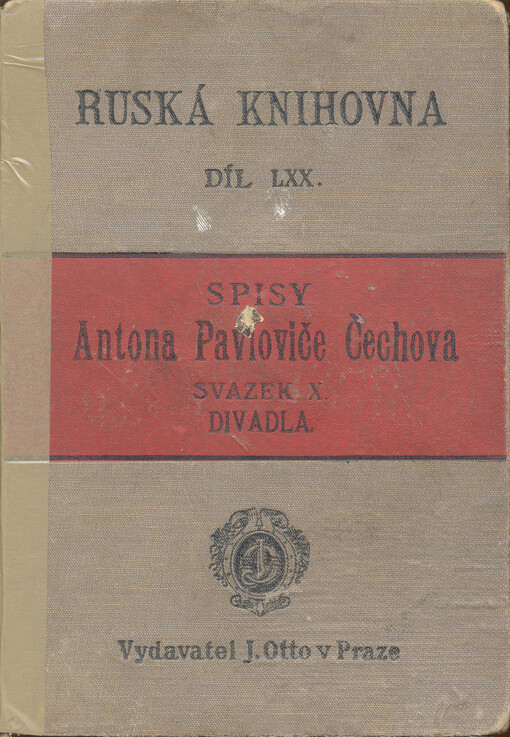 RUSKÁ KNIHOVNA
DÍL LXX.
SPISY
Antona Pavloviče Čechova
SVAZEK X.
DIVADLA.
Vydavatel J. Otto v Praze